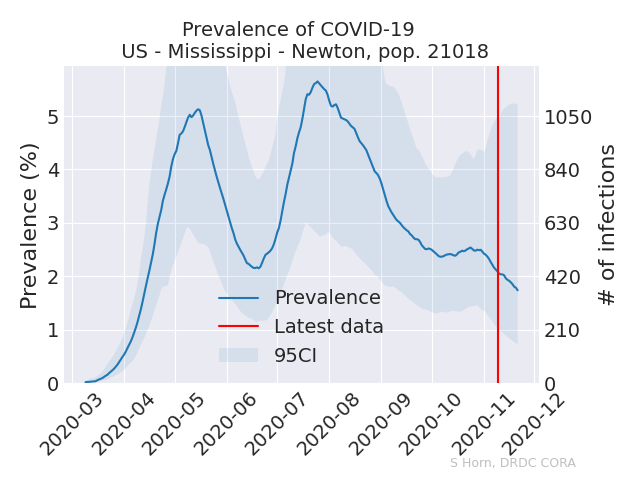 Prevalence of COVID-19
US - Mississippi - Newton, pop. 21018
Prevalence (%)
5
4
3
2
1
0
1050
840
630
420
210
0
# of infections
Prevalence
Latest data
95CI
2020-03
2020-04
2020-05
2020-06
2020-07
2020-08
2020-09
2020-10
2020-11
2020-12
S Horn, DRDC CORA